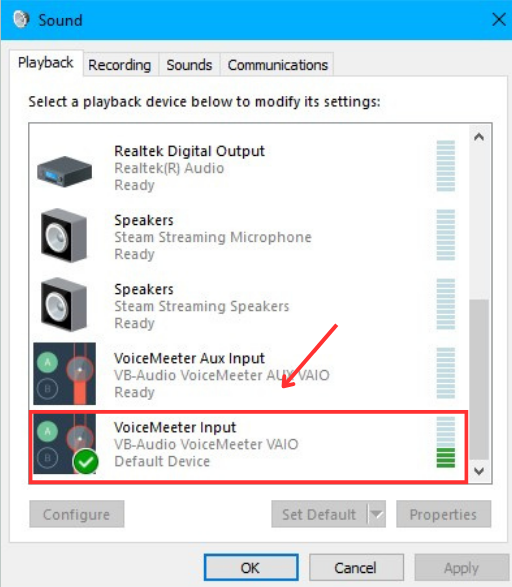 Sound
Playback
Recording
Sounds
Communications
Select a playback device below to modify its settings:
Realtek Digital Output
Realtek(R) Audio
Ready
Speakers
Steam Streaming Microphone
Ready
Speakers
Steam Streaming Speakers
Ready
A
B
VoiceMeeter Aux Input
VB-Audio VoiceMeeter AUX VAIO
Ready
A
B
VoiceMeeter Input
VB-Audio VoiceMeeter VAIO
Default Device
Configure
Set Default
Properties
OK
Cancel
Apply